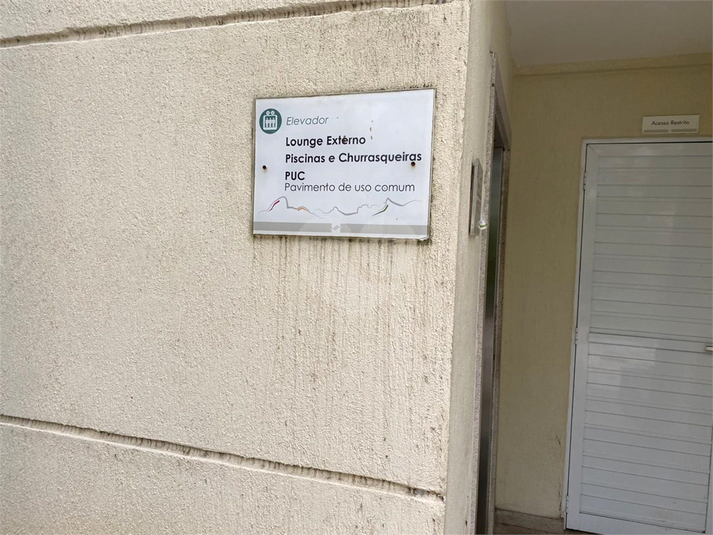 Elevador
Lounge Externo
Piscinas e Churrasqueiras
PUC
Pavimento de uso comum
Acesso Restrito